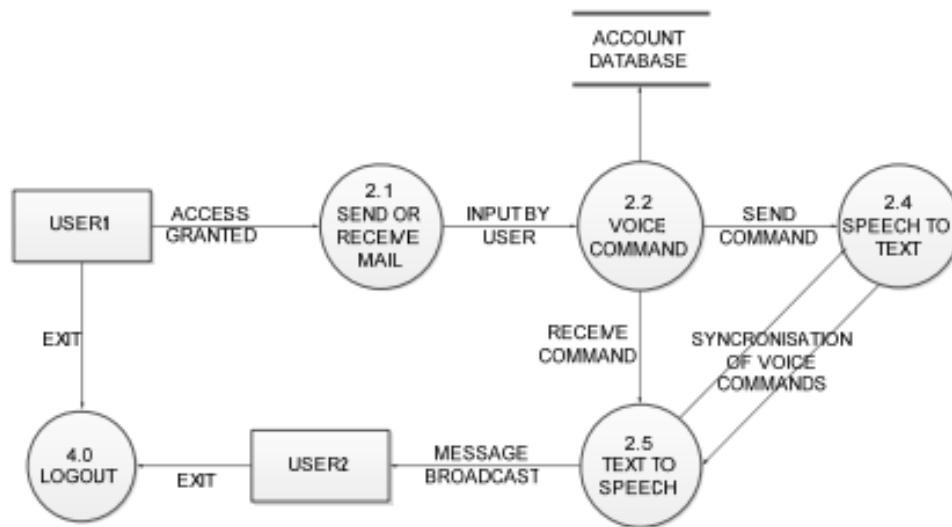 ACCOUNT
DATABASE
USER1
ACCESS
GRANTED
2.1
SEND OR
RECEIVE
MAIL
INPUT BY
USER
2.2
VOICE
COMMAND
SEND
COMMAND
2.4
SPEECH TO
TEXT
EXIT
RECEIVE
COMMAND
SYNCRONISATION
OF VOICE
COMMANDS
4.0
LOGOUT
EXIT
USER2
MESSAGE
BROADCAST
2.5
TEXT TO
SPEECH